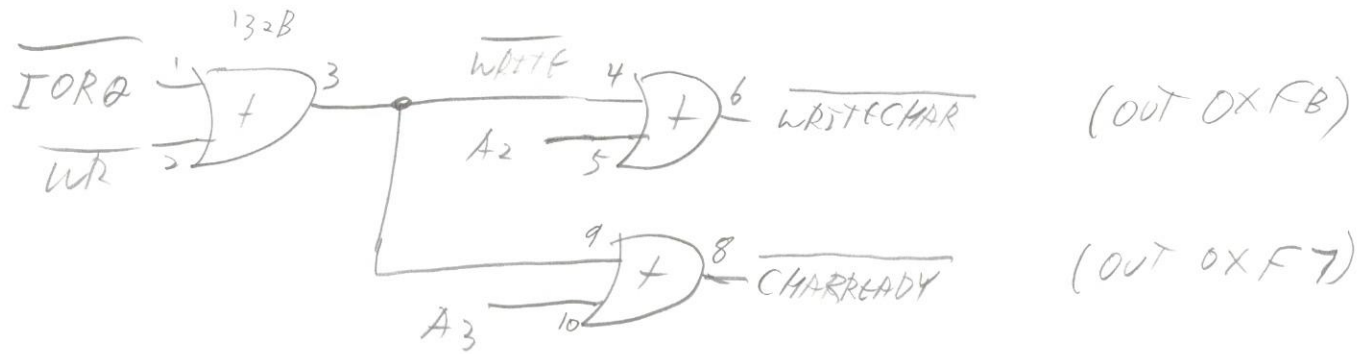 132B
IORQ 1 3 WRITE 4 6 WRITECHAR (OUT 0XFB)
+ A2 5 +
WR 2
9 8 CHARREADY (OUT 0XF7)
A3 10 +